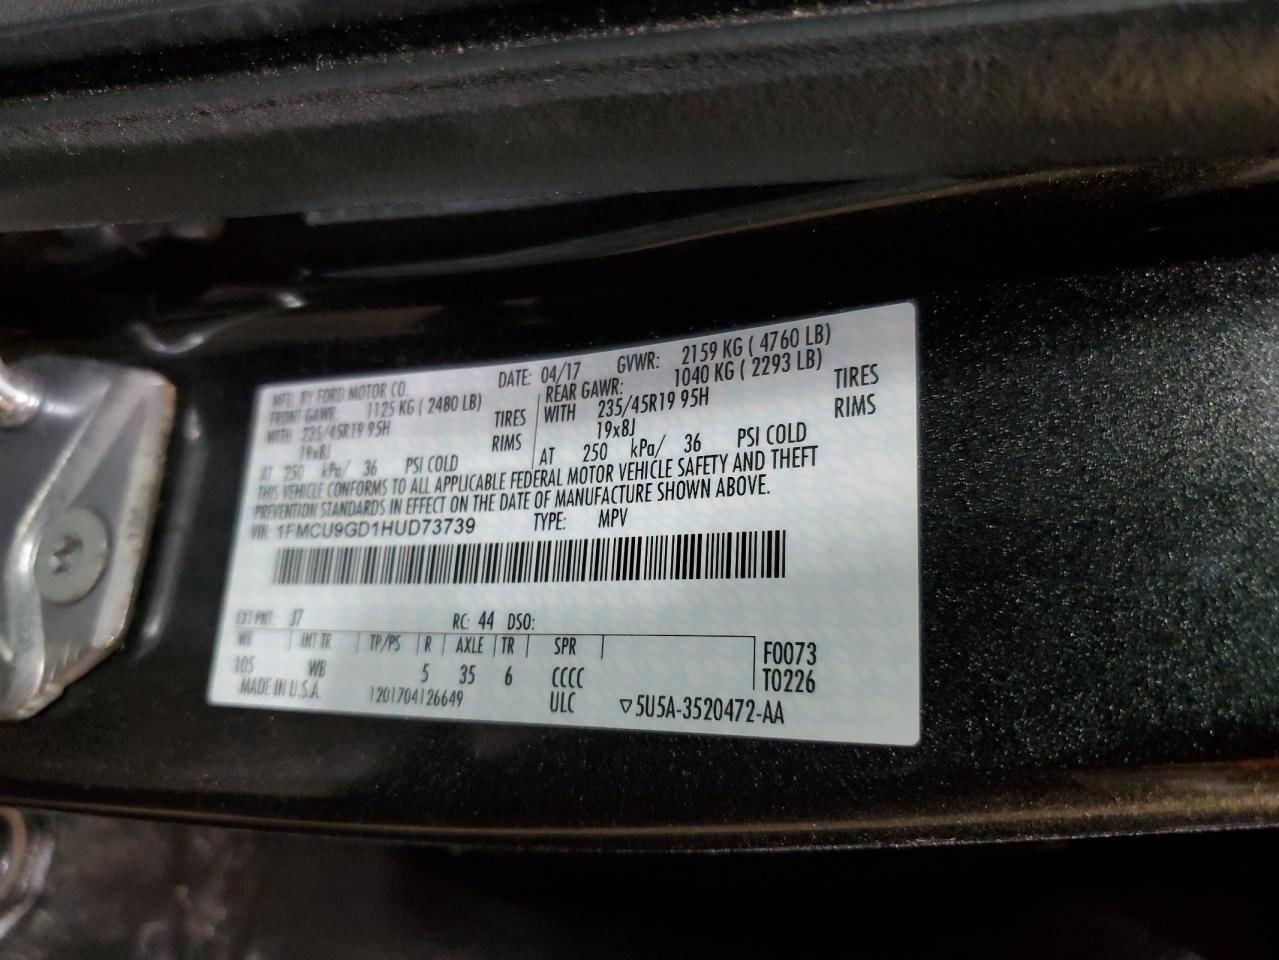 MFD. BY FORD MOTOR CO.
DATE: 04/17 GVWR: 2159 KG ( 4760 LB)
FRONT GAWR: 1125 KG ( 2480 LB) REAR GAWR: 1040 KG ( 2293 LB)
WITH 235/45R19 95H TIRES WITH 235/45R19 95H TIRES
19x8J RIMS 19x8J RIMS
AT 250 kPa/ 36 PSI COLD AT 250 kPa/ 36 PSI COLD
THIS VEHICLE CONFORMS TO ALL APPLICABLE FEDERAL MOTOR VEHICLE SAFETY AND THEFT
PREVENTION STANDARDS IN EFFECT ON THE DATE OF MANUFACTURE SHOWN ABOVE.
VIN: 1FMCU9GD1HUD73739 TYPE: MPV
EXT PNT: J7 RC: 44 DSO:
WB INT TR TP/PS R AXLE TR SPR F0073
105 WB 5 35 6 CCCC T0226
MADE IN U.S.A. 1201704126649 ULC ▽5U5A-3520472-AA